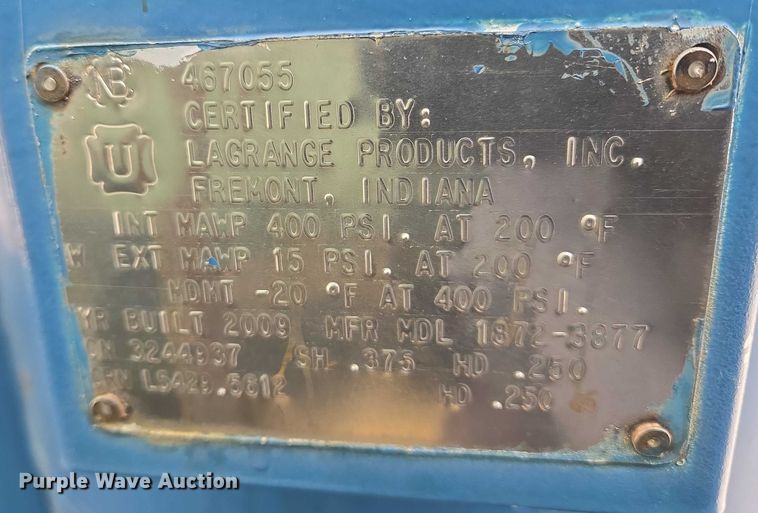 NB 467055
CERTIFIED BY:
U LAGRANGE PRODUCTS, INC.
FREMONT, INDIANA
INT MAWP 400 PSI. AT 200 °F
W EXT MAWP 15 PSI. AT 200 °F
MDMT -20 °F AT 400 PSI.
YR BUILT 2009 MFR MDL 1872-3877
3244937 SH .375 HD .250
HD .250
Purple Wave Auction